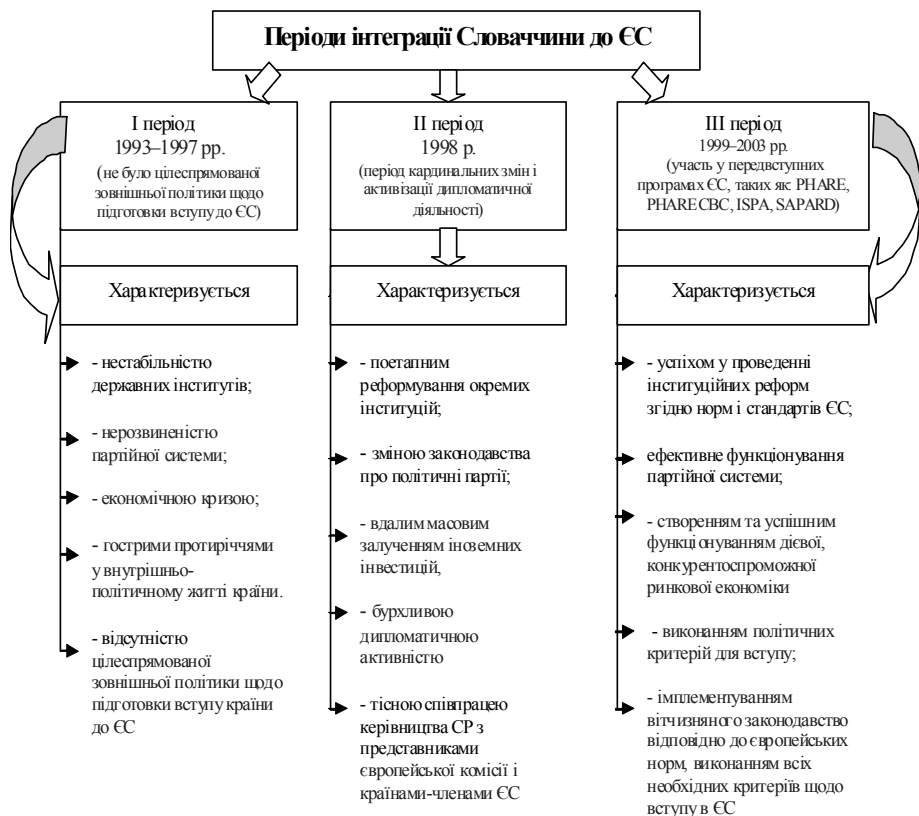 Періоди інтеграції Словаччини до ЄС
І період
1993–1997 рр.
(не було цілеспрямованої
зовнішньої політики щодо
підготовки вступу до ЄС)
Характеризується
- нестабільністю
державних інститутів;
- нерозвиненістю
партійної системи;
- економічною кризою;
- гострими протиріччями
у внутрішньо-
політичному житті країни.
- відсутністю
цілеспрямованої
зовнішньої політики щодо
підготовки вступу країни
до ЄС
ІІ період
1998 р.
(період кардинальних змін і
активізації дипломатичної
діяльності)
Характеризується
- поетапним
реформування окремих
інституцій;
- зміною законодавства
про політичні партії;
- вдалим масовим
залученням іноземних
інвестицій,
- бурхливою
дипломатичною
активністю
- тісною співпрацею
керівництва СР з
представниками
європейської комісії і
країнами-членами ЄС
ІІІ період
1999–2003 рр.
(участь у передвступних
програмах ЄС, таких як PHARE,
PHARE CBC, ISPA, SAPARD)
Характеризується
- успіхом у проведенні
інституційних реформ
згідно норм і стандартів ЄС;
ефективне функціонування
партійної системи;
- створенням та успішним
функціонуванням дієвої,
конкурентоспроможної
ринкової економіки
- виконанням політичних
критерій для вступу;
- імплементуванням
вітчизняного законодавство
відповідно до європейських
норм, виконанням всіх
необхідних критеріїв щодо
вступу в ЄС